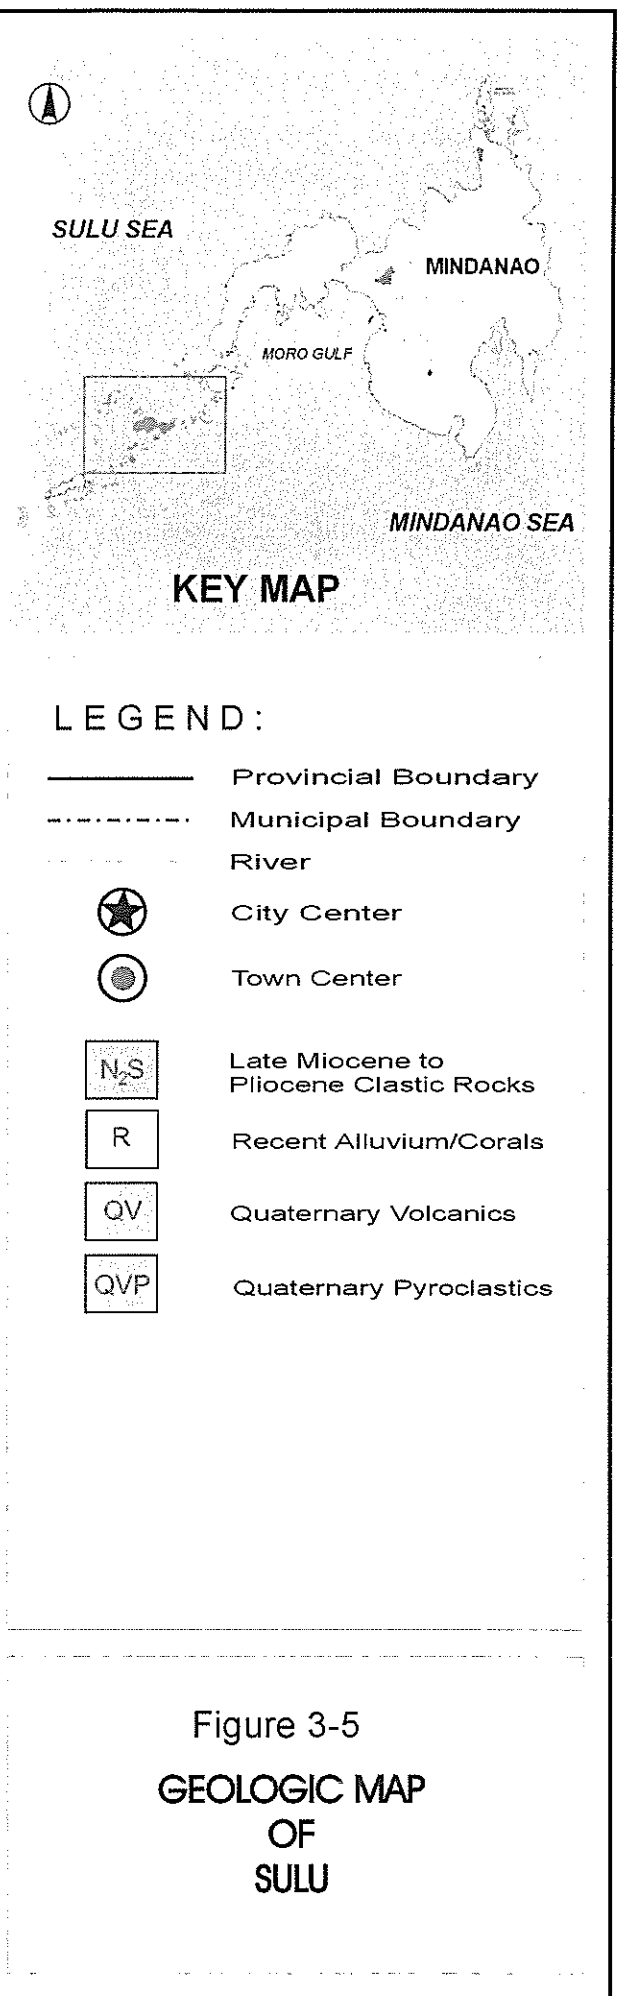 SULU SEA
MINDANAO
MORO GULF
MINDANAO SEA
KEY MAP
LEGEND:
Provincial Boundary
Municipal Boundary
River
City Center
Town Center
N₂S
Late Miocene to
Pliocene Clastic Rocks
R
Recent Alluvium/Corals
QV
Quaternary Volcanics
QVP
Quaternary Pyroclastics
Figure 3-5
GEOLOGIC MAP
OF
SULU